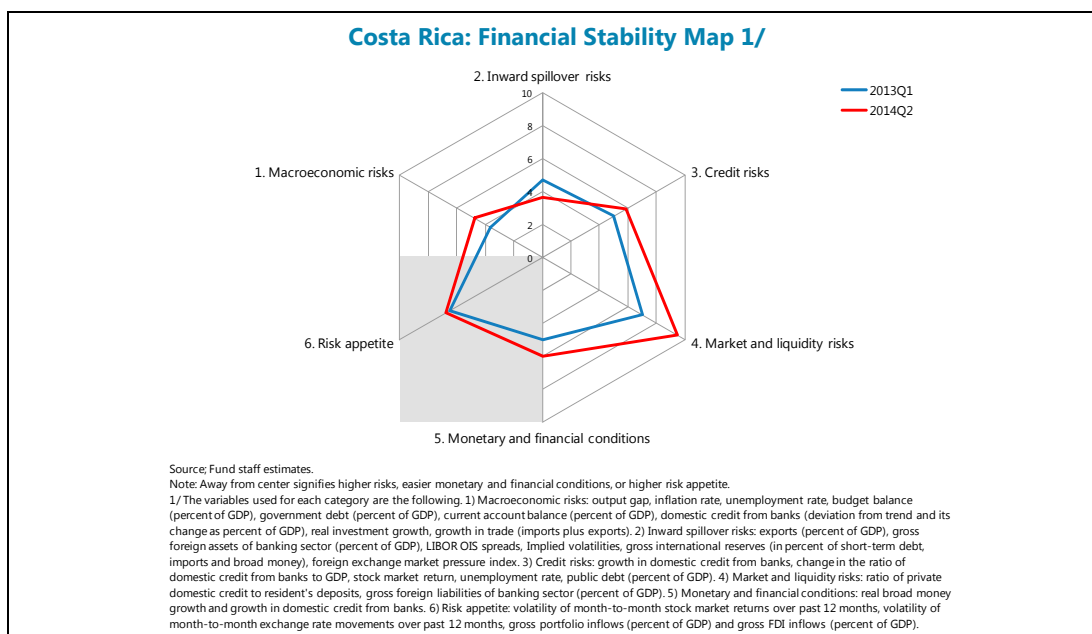 Costa Rica: Financial Stability Map 1/
2. Inward spillover risks
10
2013Q1
2014Q2
8
6
1. Macroeconomic risks
3. Credit risks
4
2
0
6. Risk appetite
4. Market and liquidity risks
5. Monetary and financial conditions
Source; Fund staff estimates.
Note: Away from center signifies higher risks, easier monetary and financial conditions, or higher risk appetite.
1/ The variables used for each category are the following. 1) Macroeconomic risks: output gap, inflation rate, unemployment rate, budget balance
(percent of GDP), government debt (percent of GDP), current account balance (percent of GDP), domestic credit from banks (deviation from trend and its
change as percent of GDP), real investment growth, growth in trade (imports plus exports). 2) Inward spillover risks: exports (percent of GDP), gross
foreign assets of banking sector (percent of GDP), LIBOR OIS spreads, Implied volatilities, gross international reserves (in percent of short-term debt,
imports and broad money), foreign exchange market pressure index. 3) Credit risks: growth in domestic credit from banks, change in the ratio of
domestic credit from banks to GDP, stock market return, unemployment rate, public debt (percent of GDP). 4) Market and liquidity risks: ratio of private
domestic credit to resident's deposits, gross foreign liabilities of banking sector (percent of GDP). 5) Monetary and financial conditions: real broad money
growth and growth in domestic credit from banks. 6) Risk appetite: volatility of month-to-month stock market returns over past 12 months, volatility of
month-to-month exchange rate movements over past 12 months, gross portfolio inflows (percent of GDP) and gross FDI inflows (percent of GDP).